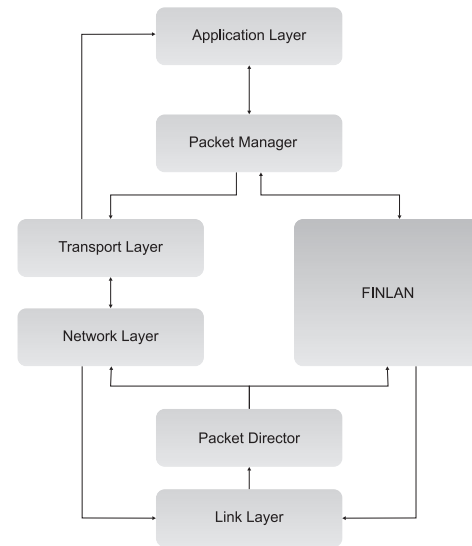 Application Layer
Packet Manager
Transport Layer
FINLAN
Network Layer
Packet Director
Link Layer